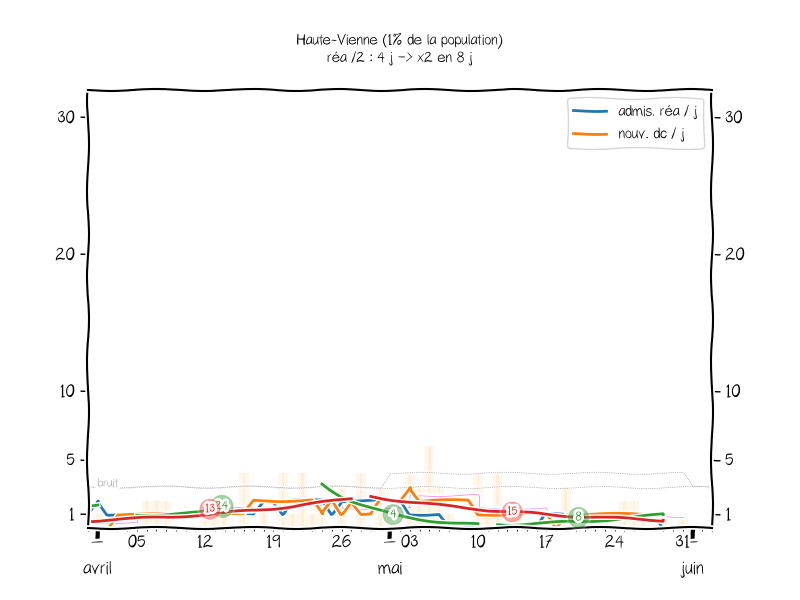 Haute-Vienne (1% de la population)
réa /2 : 4 j -> x2 en 8 j
admis. réa / j
nouv. dc / j
30
30
20
20
10
10
5
5
bruit
1
1
13
4
15
8
05
12
19
26
03
10
17
24
31
avril
mai
juin